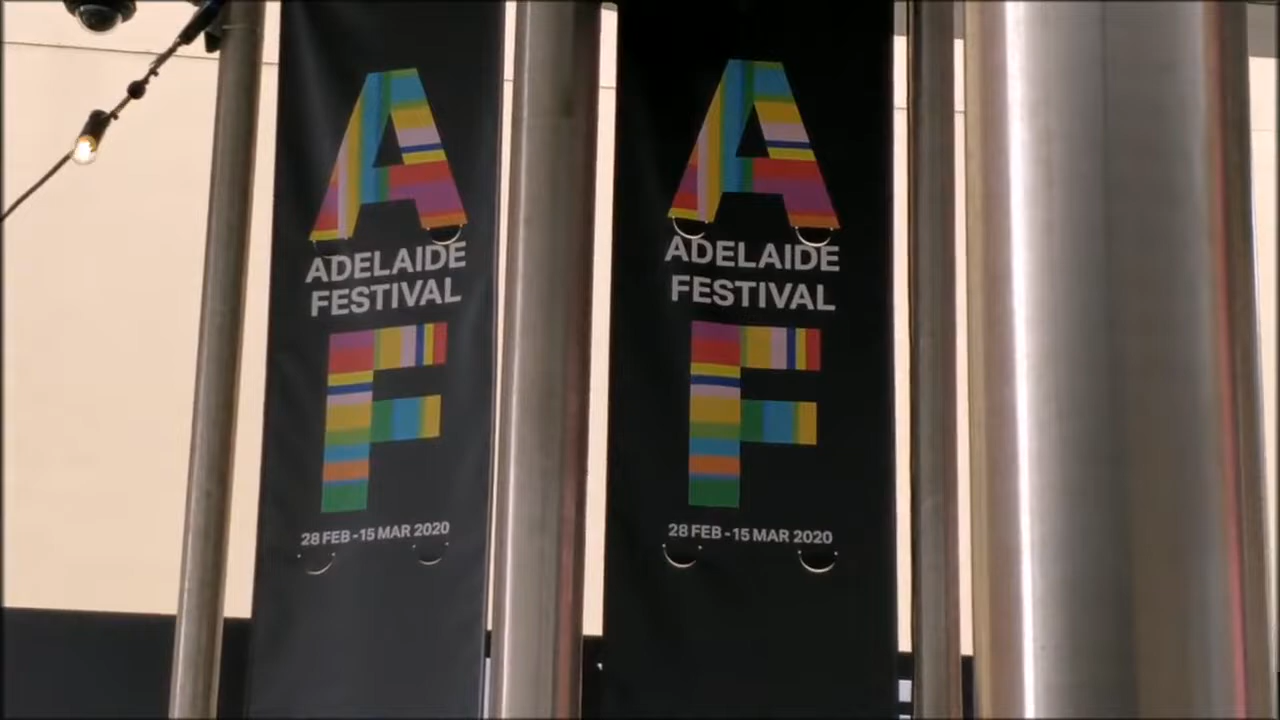 A
ADELAIDE
FESTIVAL
F
28 FEB - 15 MAR 2020
A
ADELAIDE
FESTIVAL
F
28 FEB - 15 MAR 2020